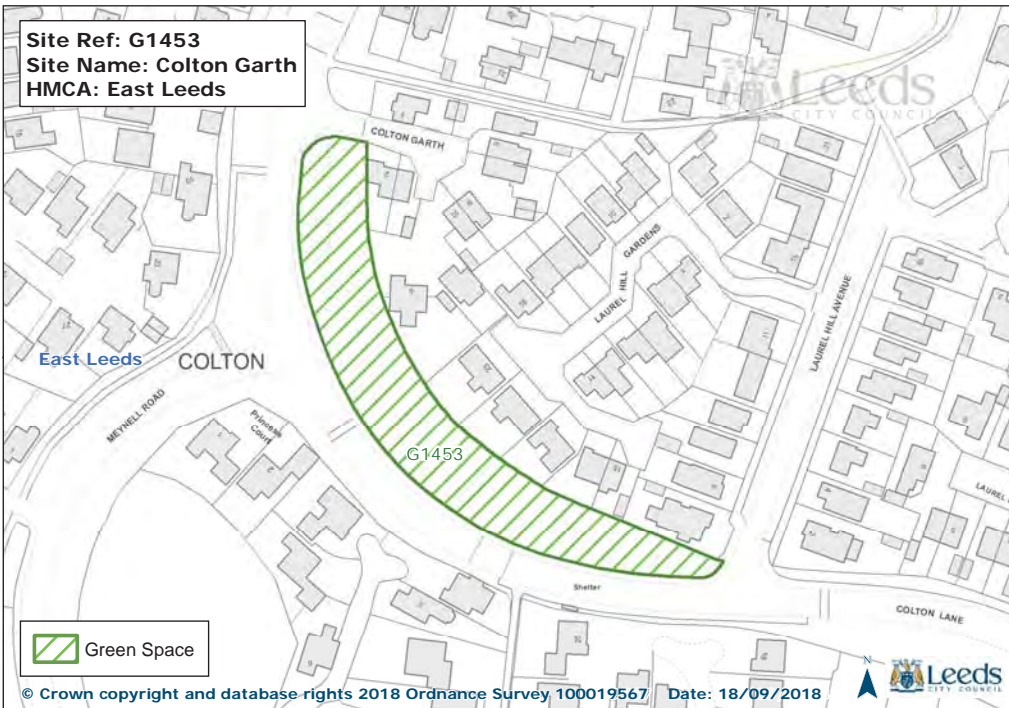 Site Ref: G1453
Site Name: Colton Garth
HMCA: East Leeds
Leeds
CITY COUNCIL
COLTON GARTH
LAUREL HILL GARDENS
LAUREL HILL AVENUE
East Leeds
COLTON
MEYNELL ROAD
Princess
Court
G1453
LAUREL
Shelter
COLTON LANE
Green Space
N
Leeds
CITY COUNCIL
© Crown copyright and database rights 2018 Ordnance Survey 100019567 Date: 18/09/2018